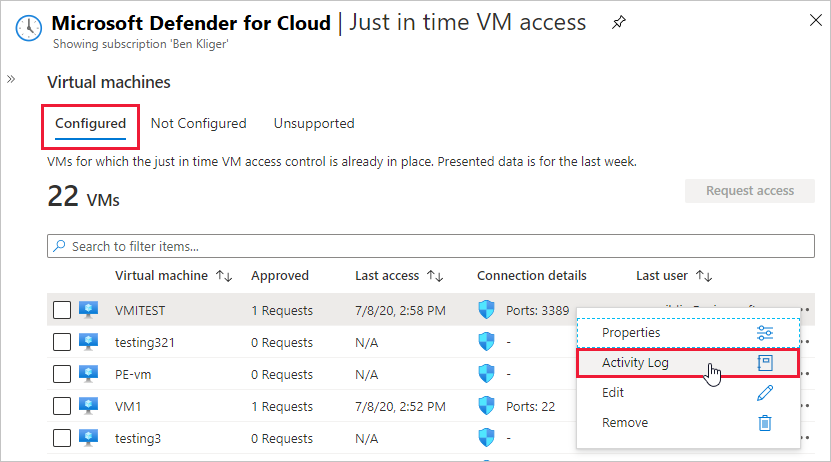 Microsoft Defender for Cloud | Just in time VM access
Showing subscription 'Ben Kliger'
Virtual machines
Configured Not Configured Unsupported
VMs for which the just in time VM access control is already in place. Presented data is for the last week.
22 VMs
Request access
Search to filter items...
Virtual machine Approved Last access Connection details Last user
VMITEST 1 Requests 7/8/20, 2:58 PM Ports: 3389
testing321 0 Requests N/A -
PE-vm 0 Requests N/A -
VM1 1 Requests 7/8/20, 2:52 PM Ports: 22
testing3 0 Requests N/A -
Properties
Activity Log
Edit
Remove